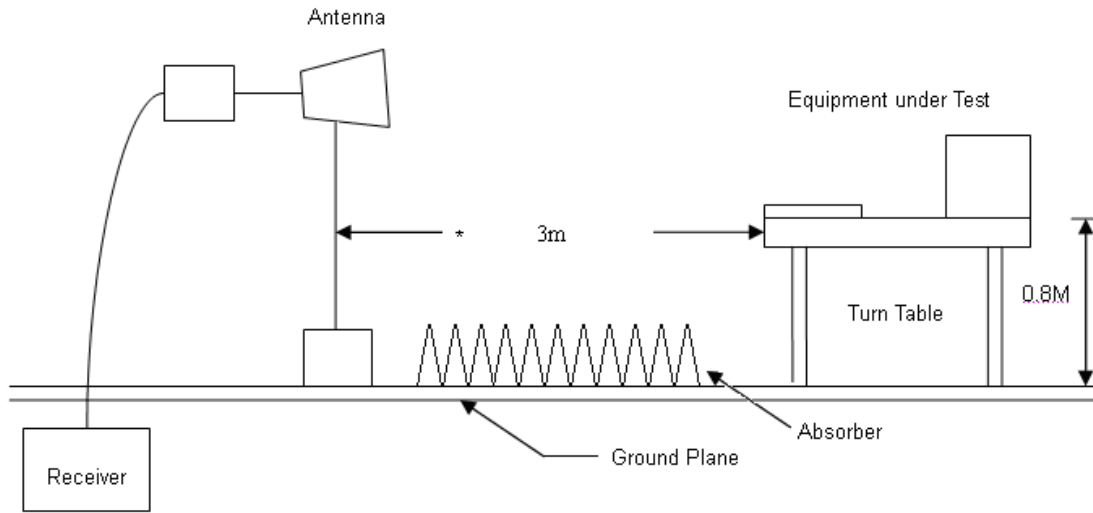 Antenna
Equipment under Test
* 3m
0.8M
Turn Table
Absorber
Ground Plane
Receiver